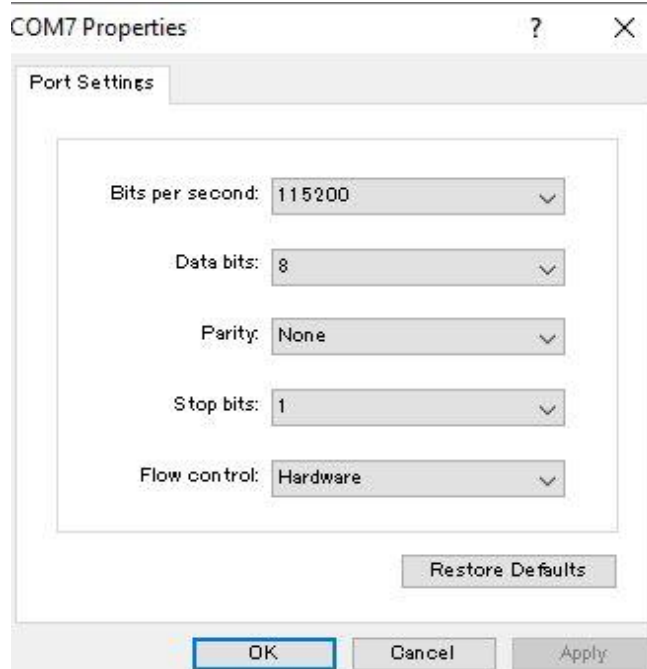 COM7 Properties ? X
Port Settings
Bits per second: 115200
Data bits: 8
Parity: None
Stop bits: 1
Flow control: Hardware
Restore Defaults
OK Cancel Apply